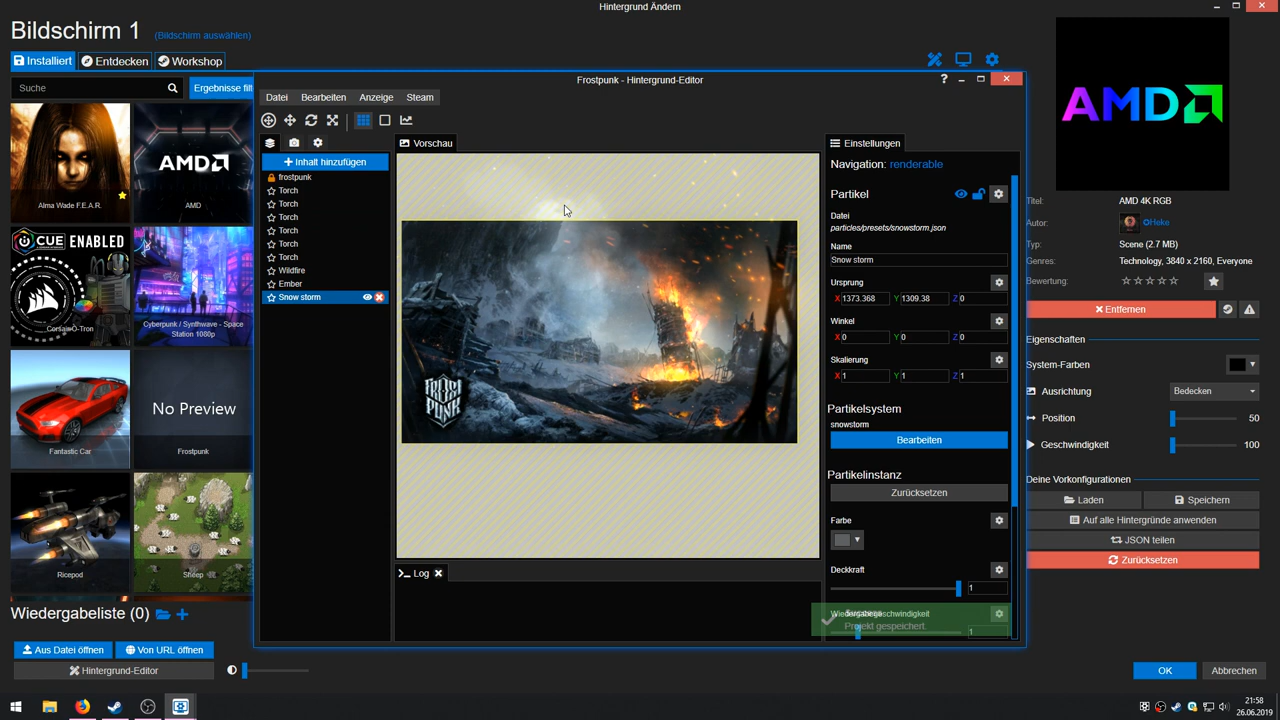 Hintergrund Ändern
Bildschirm 1 (Bildschirm auswählen)
Installiert
Entdecken
Workshop
Suche
Ergebnisse filt
Alma Wade F.E.A.R.
AMD
AMD
CUE ENABLED
Corsair-O-Tron
Cyberpunk / Synthwave - Space Station 1080p
Fantastic Car
No Preview
Frostpunk
Ricepod
Sheep
Wiedergabeliste (0)
Aus Datei öffnen
Von URL öffnen
Hintergrund-Editor
Frostpunk - Hintergrund-Editor
?
Datei
Bearbeiten
Anzeige
Steam
Inhalt hinzufügen
frostpunk
Torch
Torch
Torch
Torch
Torch
Torch
Wildfire
Ember
Snow storm
Vorschau
FROST PUNK
Log
Einstellungen
Navigation: renderable
Partikel
Datei
particles/presets/snowstorm.json
Name
Snow storm
Ursprung
X 1373.368 Y 1309.38 Z 0
Winkel
X 0 Y 0 Z 0
Skalierung
X 1 Y 1 Z 1
Partikelsystem
snowstorm
Bearbeiten
Partikelinstanz
Zurücksetzen
Farbe
Deckkraft
1
Wiedergabegeschwindigkeit
Projekt gespeichert.
1
AMD
Titel: AMD 4K RGB
Autor: Heke
Typ: Scene (2.7 MB)
Genres: Technology, 3840 x 2160, Everyone
Bewertung:
Entfernen
Eigenschaften
System-Farben
Ausrichtung Bedecken
Position 50
Geschwindigkeit 100
Deine Vorkonfigurationen
Laden
Speichern
Auf alle Hintergründe anwenden
JSON teilen
Zurücksetzen
OK
Abbrechen
21:58
26.06.2019